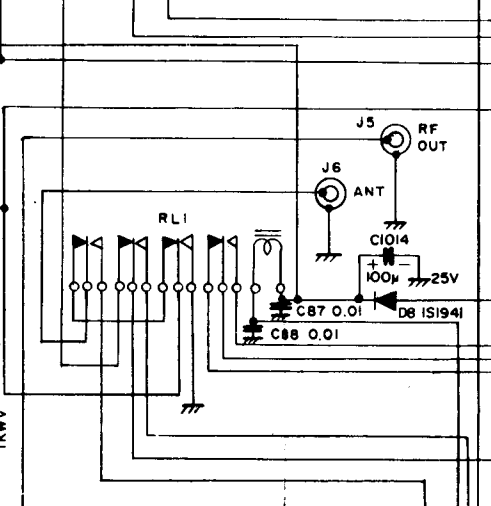 J5
RF
OUT
J6
ANT
RL1
C1014
+ −
100μ
25V
C87 0.01
D8 1S1941
C88 0.01